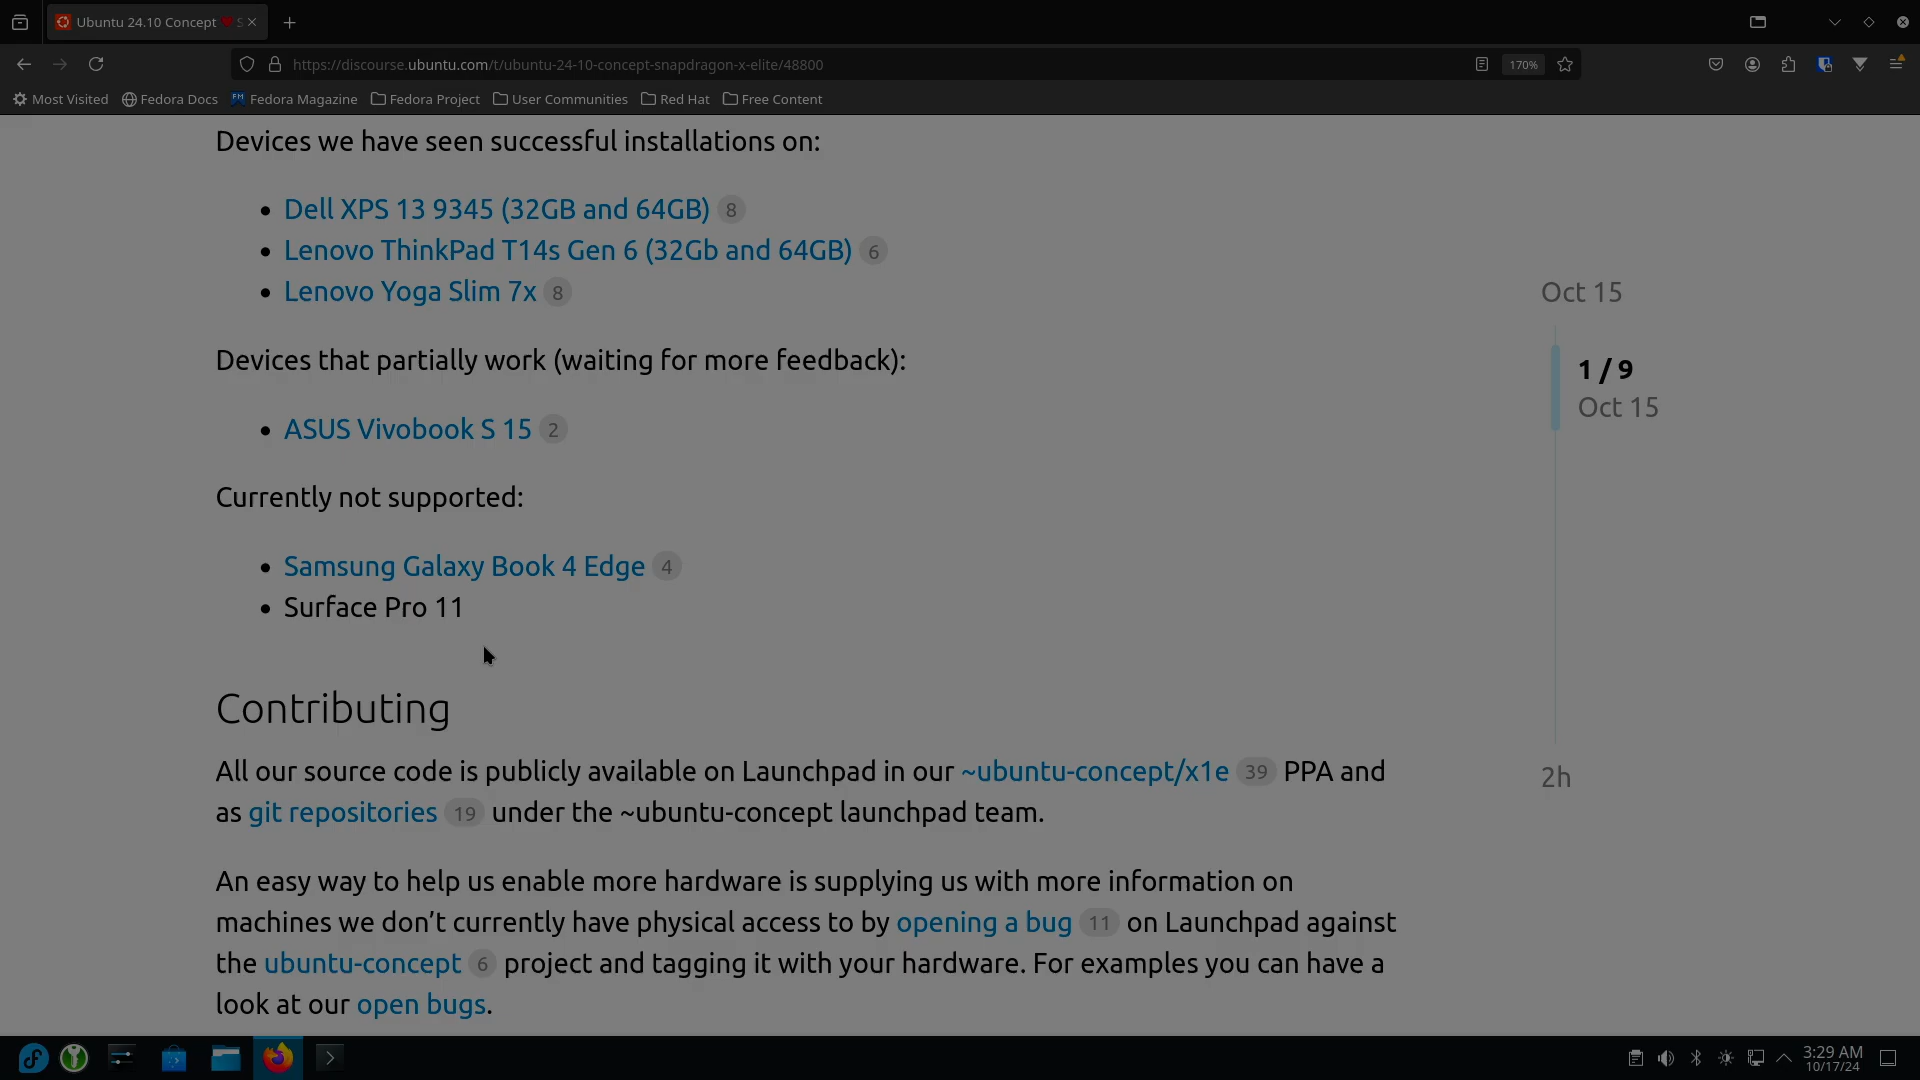 Ubuntu 24.10 Concept
https://discourse.ubuntu.com/t/ubuntu-24-10-concept-snapdragon-x-elite/48800
170%
Most Visited
Fedora Docs
Fedora Magazine
Fedora Project
User Communities
Red Hat
Free Content
Devices we have seen successful installations on:
Dell XPS 13 9345 (32GB and 64GB) 8
Lenovo ThinkPad T14s Gen 6 (32Gb and 64GB) 6
Lenovo Yoga Slim 7x 8
Devices that partially work (waiting for more feedback):
ASUS Vivobook S 15 2
Currently not supported:
Samsung Galaxy Book 4 Edge 4
Surface Pro 11
Oct 15
1 / 9
Oct 15
2h
Contributing
All our source code is publicly available on Launchpad in our ~ubuntu-concept/x1e 39 PPA and
as git repositories 19 under the ~ubuntu-concept launchpad team.
An easy way to help us enable more hardware is supplying us with more information on
machines we don’t currently have physical access to by opening a bug 11 on Launchpad against
the ubuntu-concept 6 project and tagging it with your hardware. For examples you can have a
look at our open bugs.
3:29 AM
10/17/24